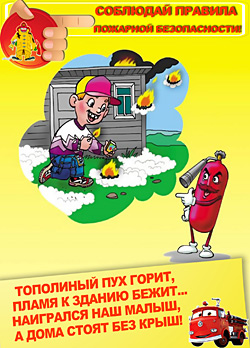 СОБЛЮДАЙ ПРАВИЛА
ПОЖАРНОЙ БЕЗОПАСНОСТИ!
ТОПОЛИНЫЙ ПУХ ГОРИТ,
ПЛАМЯ К ЗДАНИЮ БЕЖИТ...
НАИГРАЛСЯ НАШ МАЛЫШ,
А ДОМА СТОЯТ БЕЗ КРЫШ!